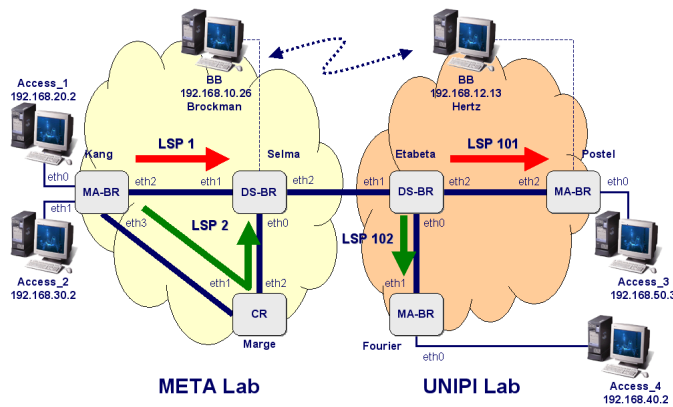 BB
192.168.10.26
Brockman
BB
192.168.12.13
Hertz
Access_1
192.168.20.2
Kang
LSP 1
Selma
Etabeta
LSP 101
Postel
eth0
eth2
eth1
eth2
eth1
eth2
eth2
eth0
MA-BR
DS-BR
DS-BR
MA-BR
eth1
eth3
LSP 2
eth0
LSP 102
eth0
Access_2
192.168.30.2
eth1
eth2
eth1
Access_3
192.168.50.3
CR
MA-BR
Marge
Fourier
eth0
META Lab
UNIPI Lab
Access_4
192.168.40.2